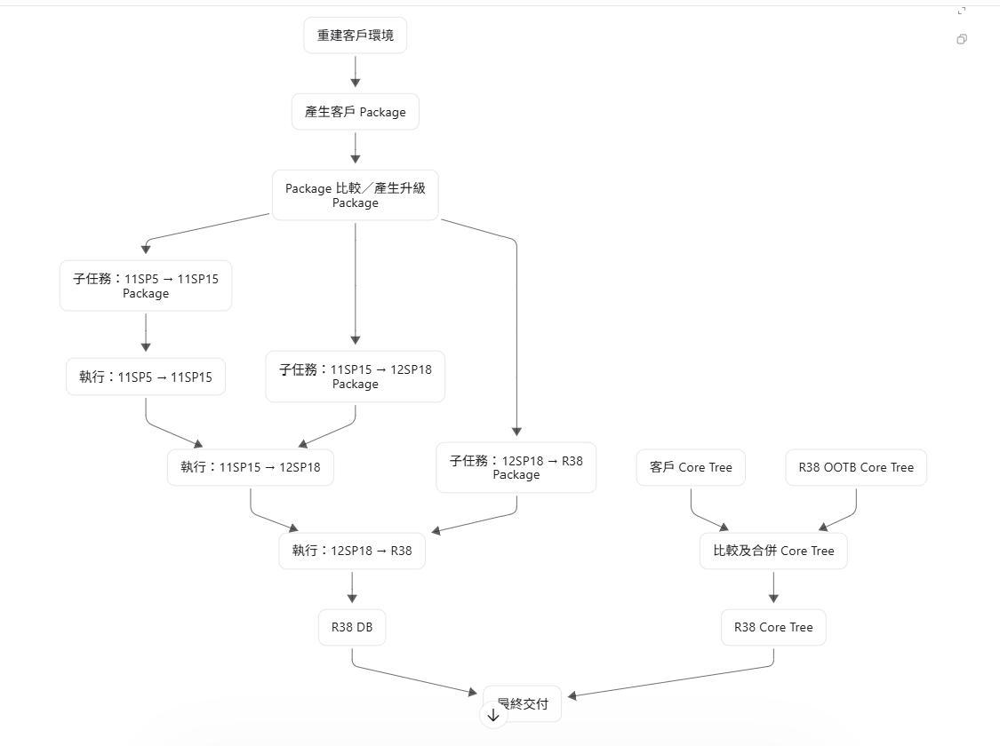 重建客戶環境
產生客戶 Package
Package 比較／產生升級
Package
子任務：11SP5 → 11SP15
Package
執行：11SP5 → 11SP15
子任務：11SP15 → 12SP18
Package
執行：11SP15 → 12SP18
子任務：12SP18 → R38
Package
客戶 Core Tree
R38 OOTB Core Tree
執行：12SP18 → R38
比較及合併 Core Tree
R38 DB
R38 Core Tree
最終交付